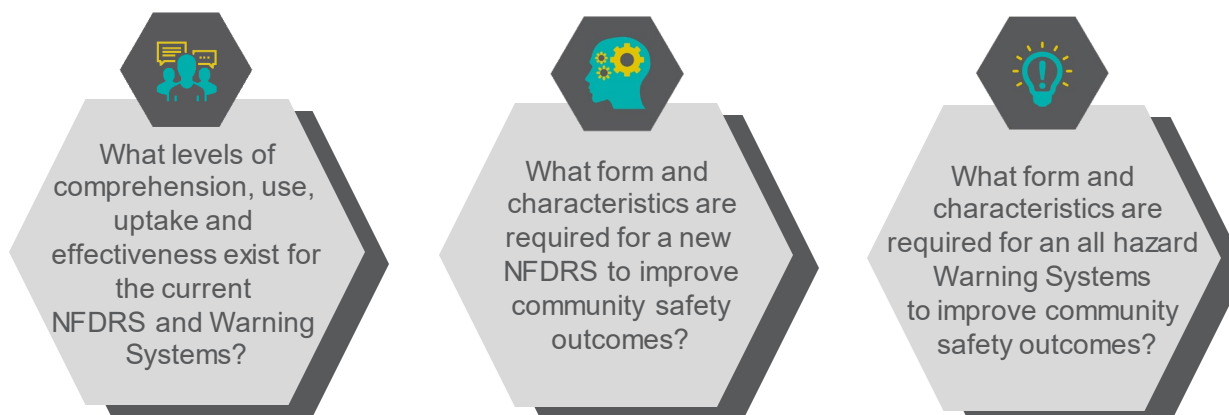 What levels of
comprehension, use,
uptake and
effectiveness exist for
the current
NFDRS and Warning
Systems?
What form and
characteristics are
required for a new
NFDRS to improve
community safety
outcomes?
What form and
characteristics are
required for an all hazard
Warning Systems
to improve community
safety outcomes?